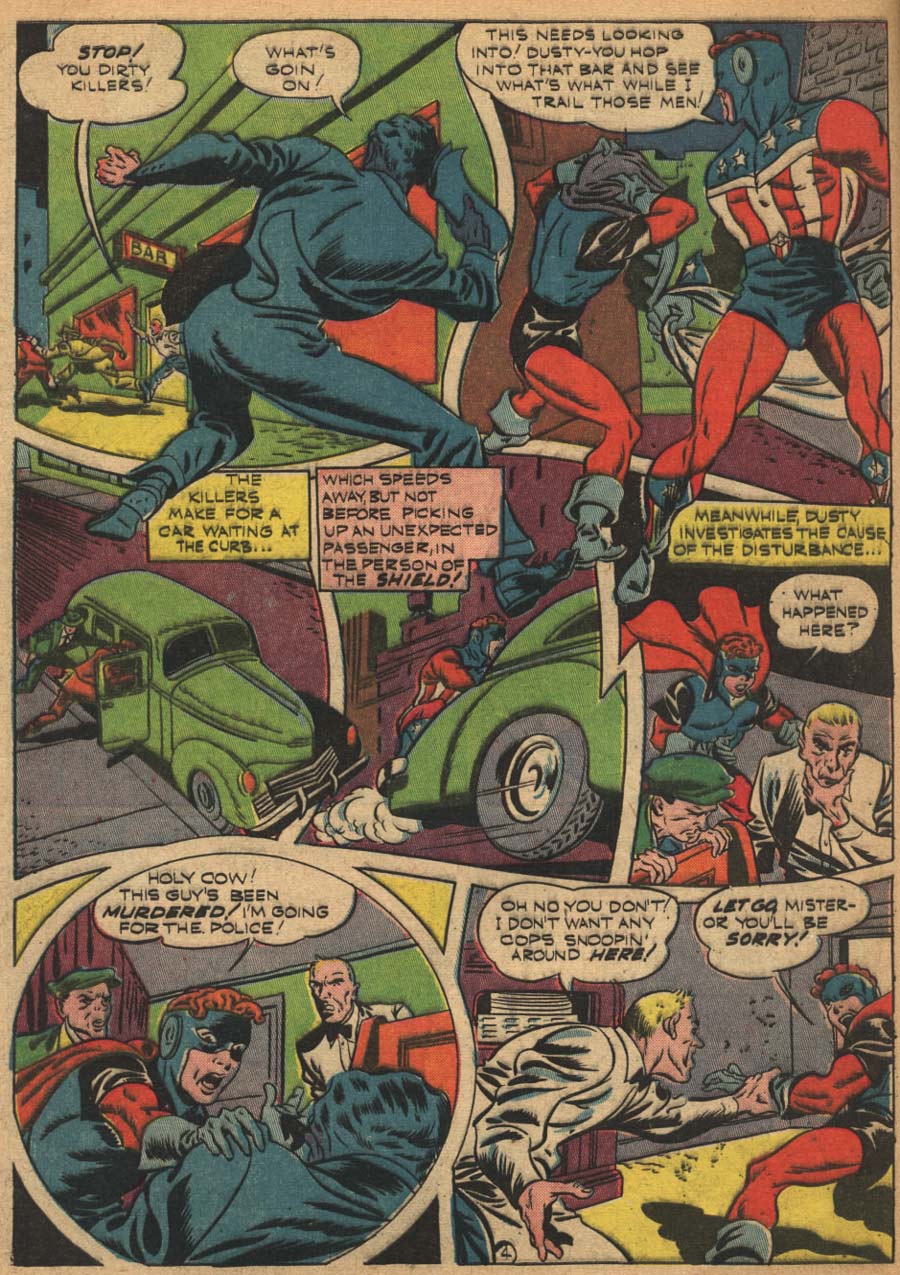 STOP!
YOU DIRTY
KILLERS!
WHAT'S
GOIN
ON!
BAR
THIS NEEDS LOOKING
INTO! DUSTY-YOU HOP
INTO THAT BAR AND SEE
WHAT'S WHAT WHILE I
TRAIL THOSE MEN!
THE
KILLERS
MAKE FOR A
CAR WAITING AT
THE CURB...
WHICH SPEEDS
AWAY, BUT NOT
BEFORE PICKING
UP AN UNEXPECTED
PASSENGER, IN
THE PERSON OF
THE SHIELD!
MEANWHILE, DUSTY
INVESTIGATES THE CAUSE
OF THE DISTURBANCE...
WHAT
HAPPENED
HERE?
HOLY COW!
THIS GUY'S BEEN
MURDERED! I'M GOING
FOR THE POLICE!
OH NO YOU DON'T!
I DON'T WANT ANY
COPS SNOOPIN'
AROUND HERE!
LET GO, MISTER-
OR YOU'LL BE
SORRY!
4